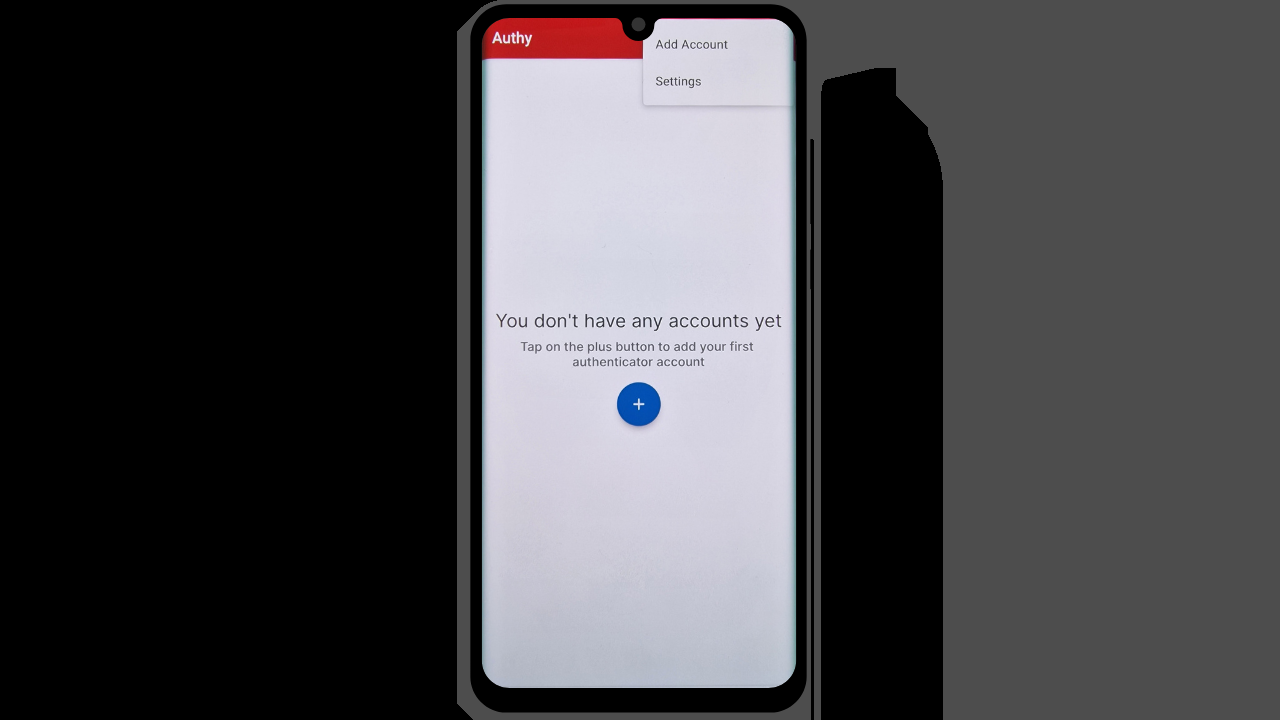 Authy
Add Account
Settings
You don't have any accounts yet
Tap on the plus button to add your first
authenticator account
+